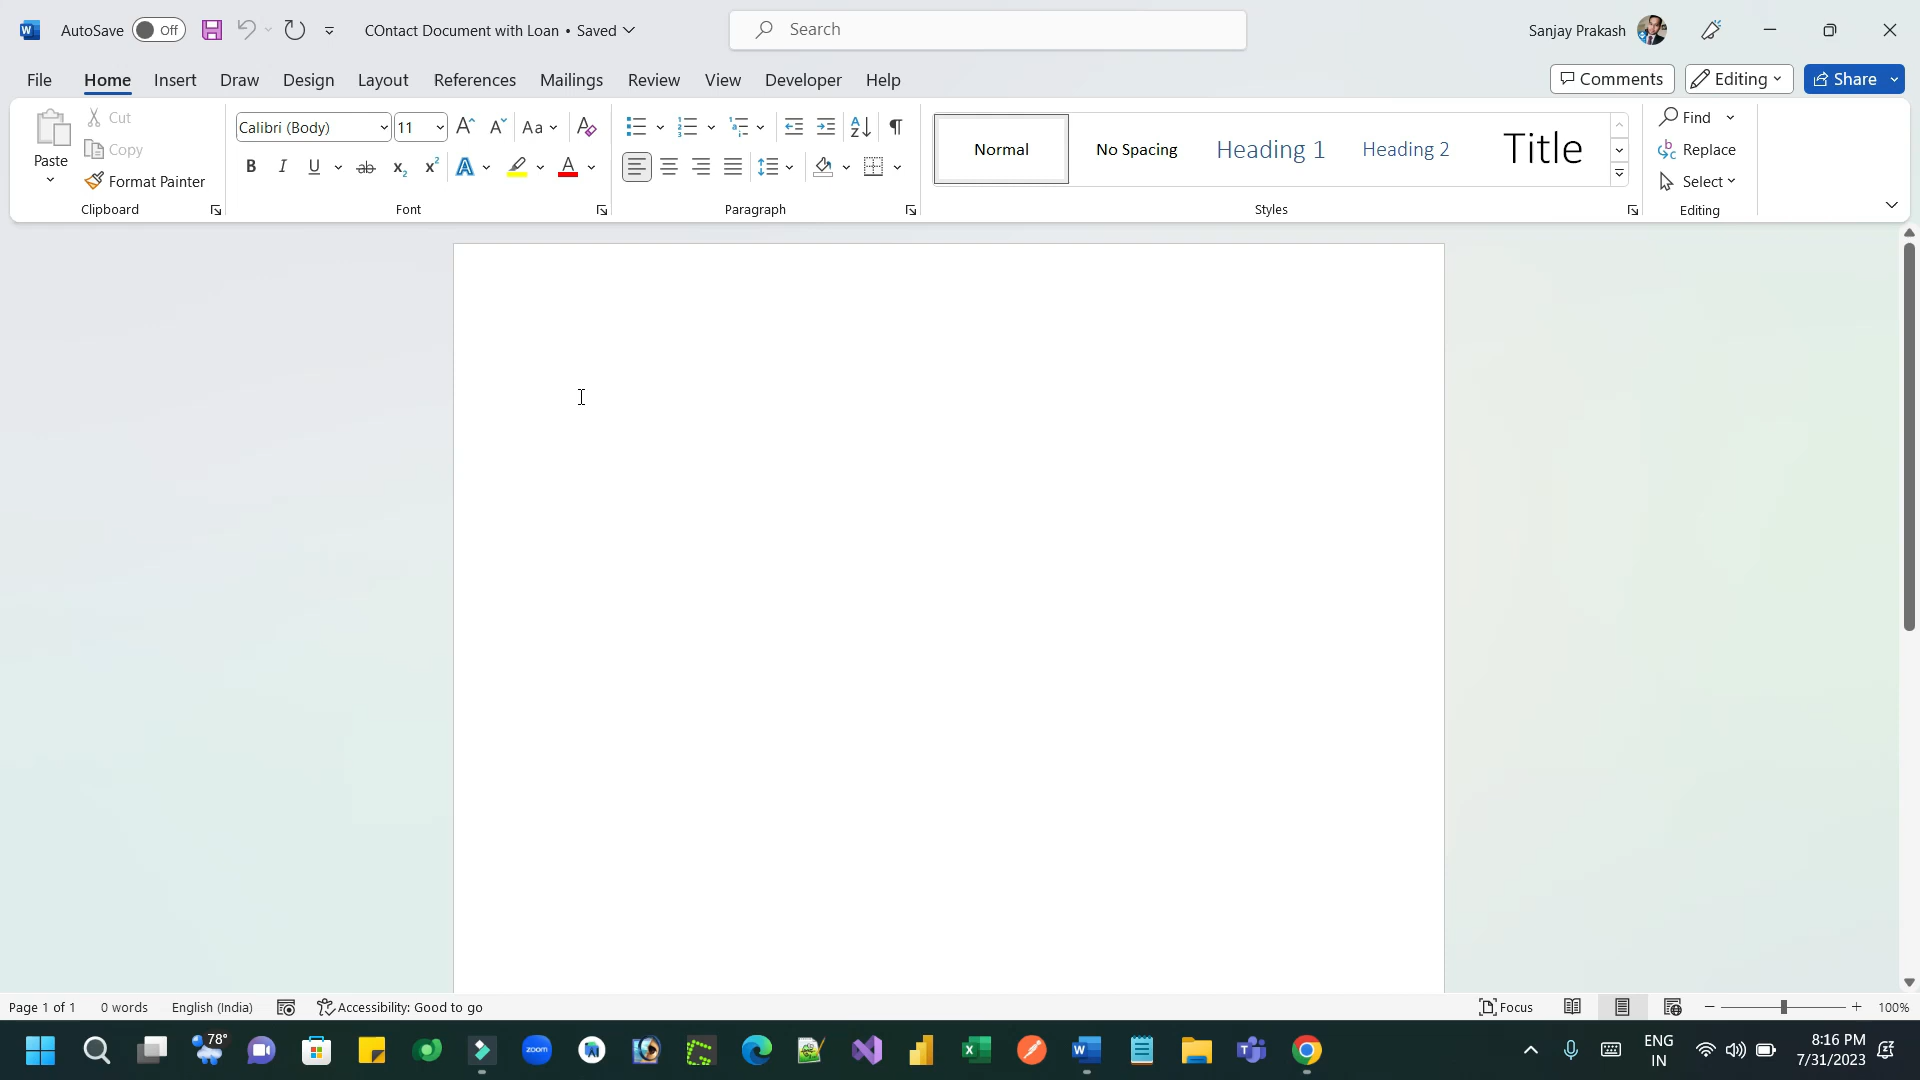 AutoSave Off COntact Document with Loan • Saved Search Sanjay Prakash
File Home Insert Draw Design Layout References Mailings Review View Developer Help Comments Editing Share
Paste Cut Copy Format Painter
Calibri (Body) 11 Aa
Normal No Spacing Heading 1 Heading 2 Title
Find Replace Select
Clipboard Font Paragraph Styles Editing
Page 1 of 1 0 words English (India) Accessibility: Good to go Focus 100%
78° zoom ENG IN 8:16 PM 7/31/2023